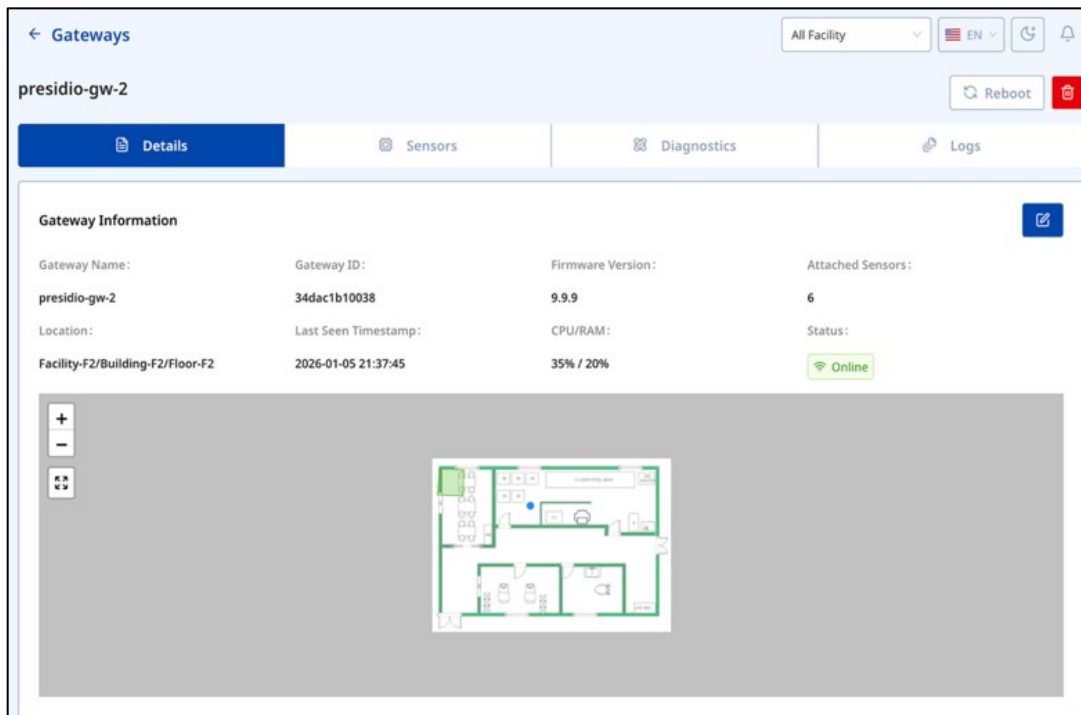 Gateways
All Facility
EN
presidio-gw-2
Reboot
Details
Sensors
Diagnostics
Logs
Gateway Information
Gateway Name:
Gateway ID:
Firmware Version:
Attached Sensors:
presidio-gw-2
34dac1b10038
9.9.9
6
Location:
Last Seen Timestamp:
CPU/RAM:
Status:
Facility-F2/Building-F2/Floor-F2
2026-01-05 21:37:45
35% / 20%
Online
+
−